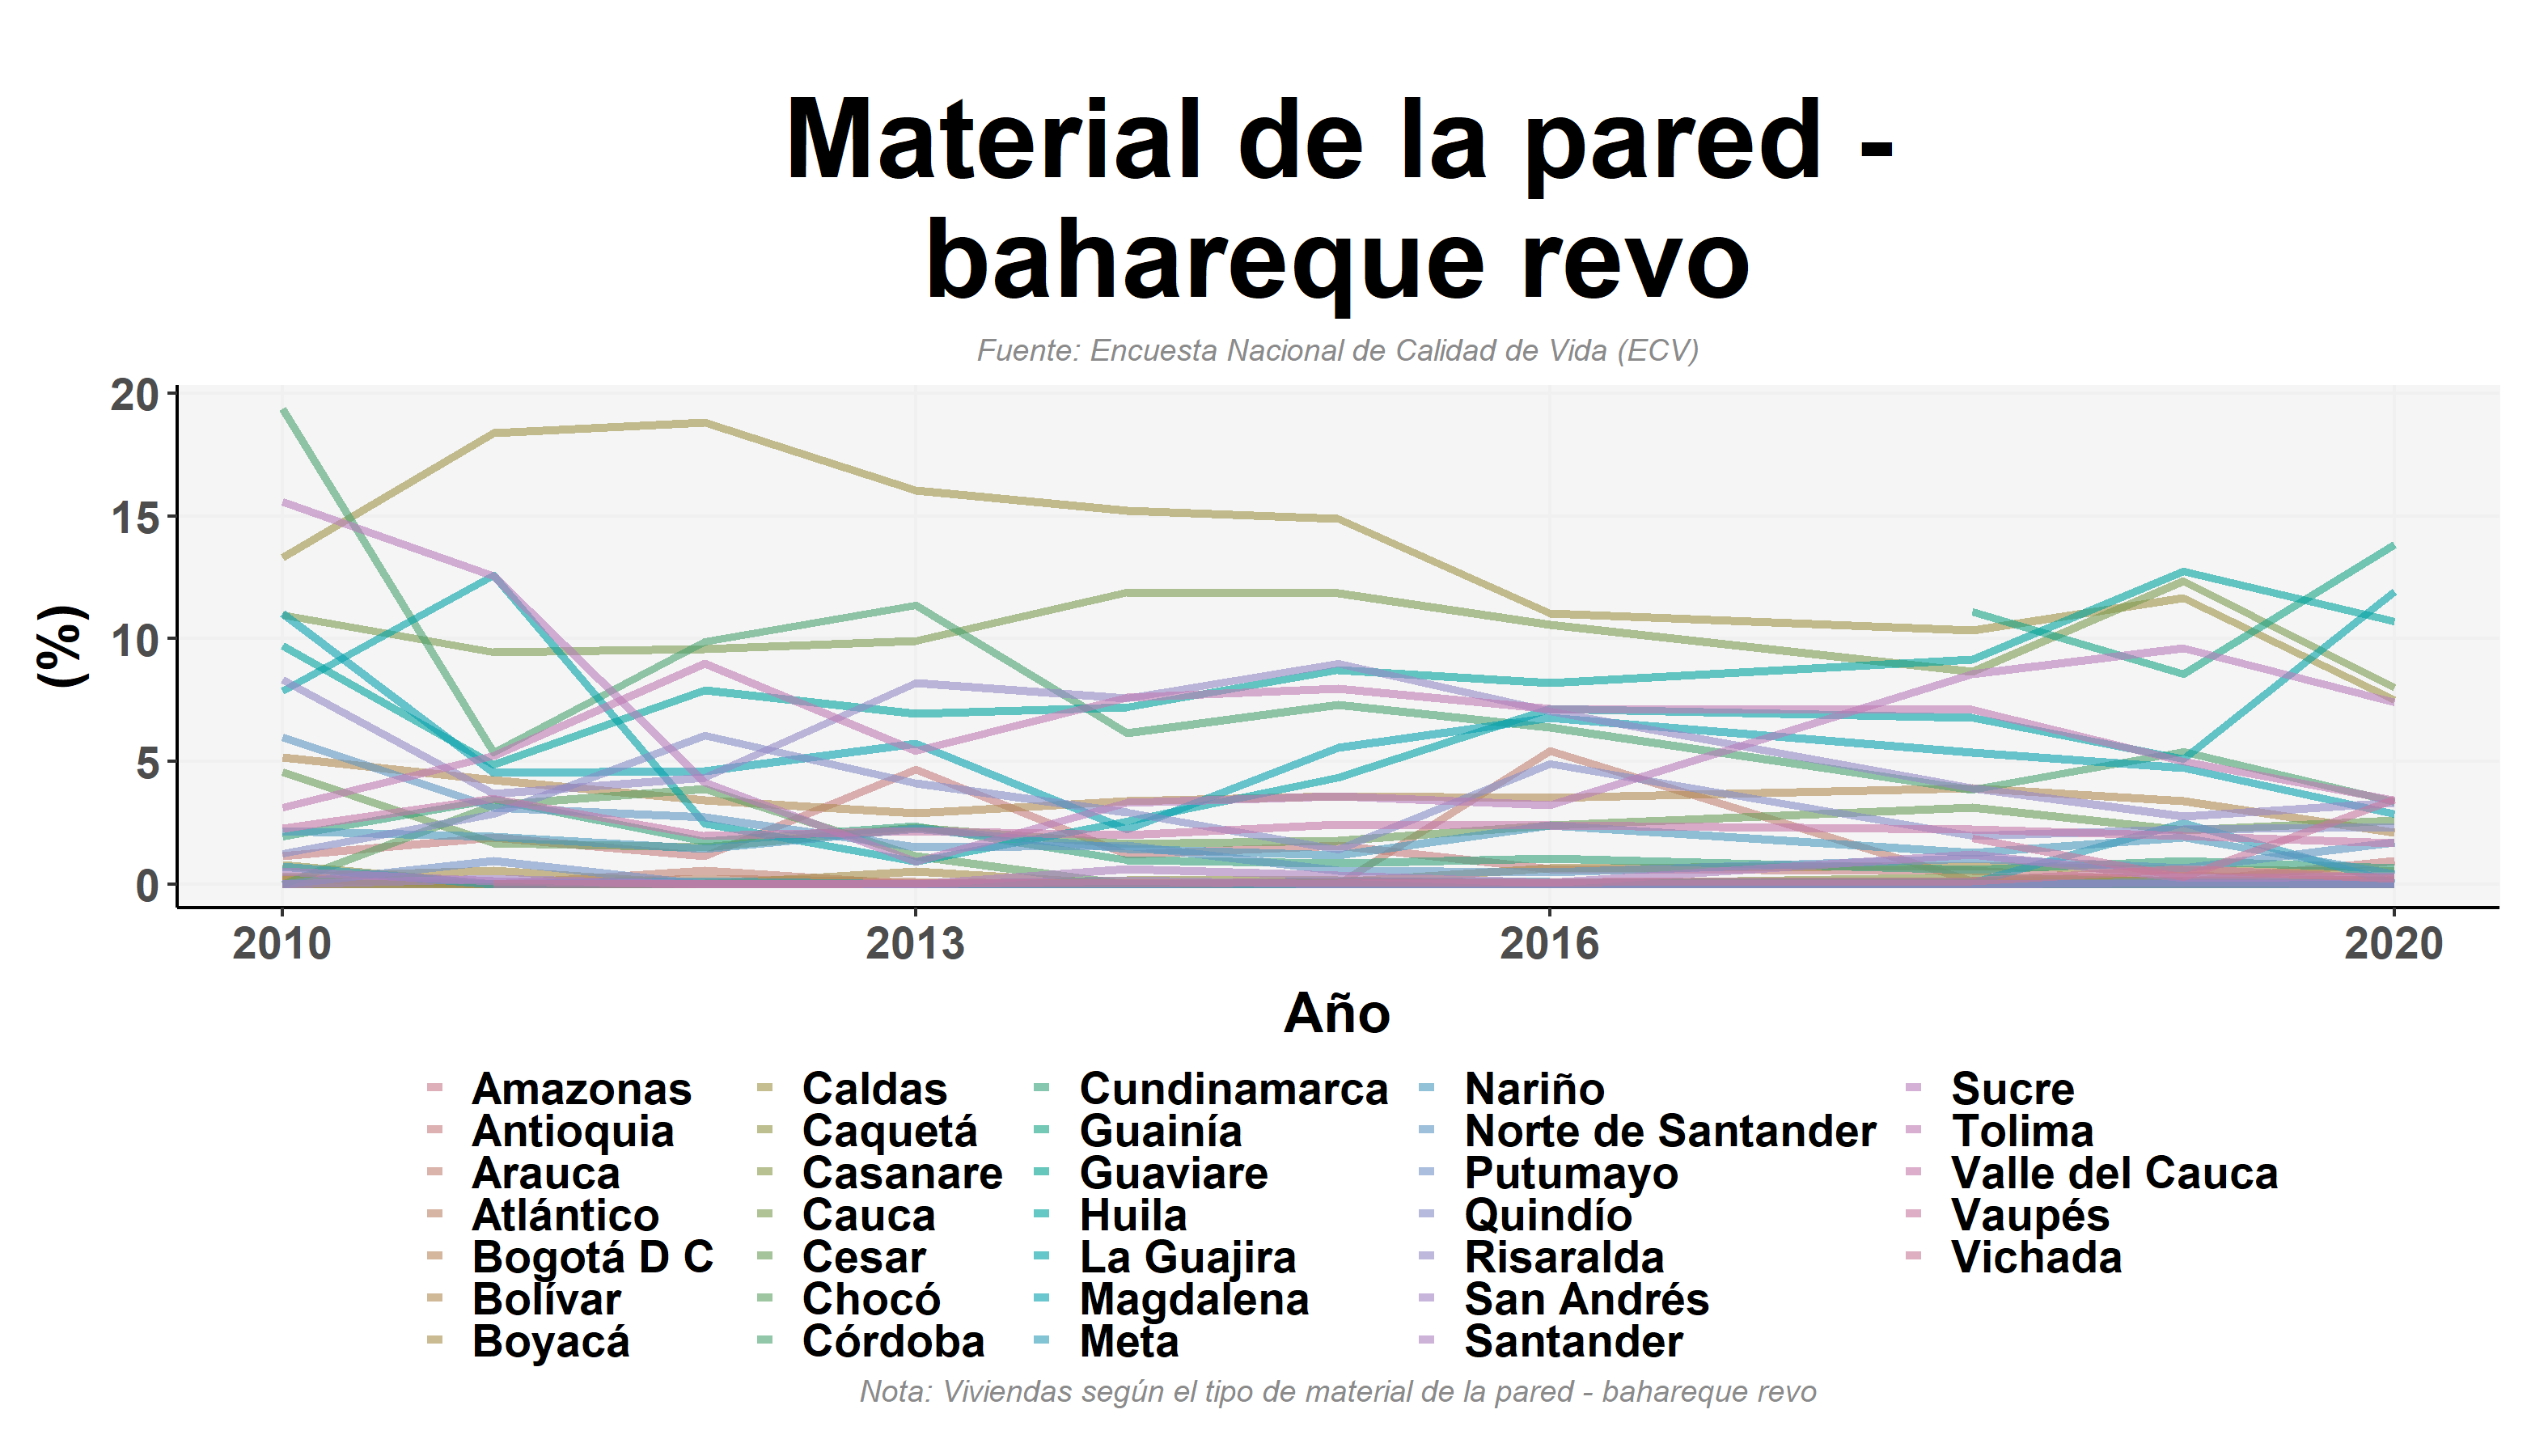 Material de la pared -
bahareque revo
Fuente: Encuesta Nacional de Calidad de Vida (ECV)
(%)
20
15
10
5
0
2010 2013 2016 2020
Año
Amazonas Caldas Cundinamarca Nariño Sucre
Antioquia Caquetá Guainía Norte de Santander Tolima
Arauca Casanare Guaviare Putumayo Valle del Cauca
Atlántico Cauca Huila Quindío Vaupés
Bogotá D C Cesar La Guajira Risaralda Vichada
Bolívar Chocó Magdalena San Andrés
Boyacá Córdoba Meta Santander
Nota: Viviendas según el tipo de material de la pared - bahareque revo